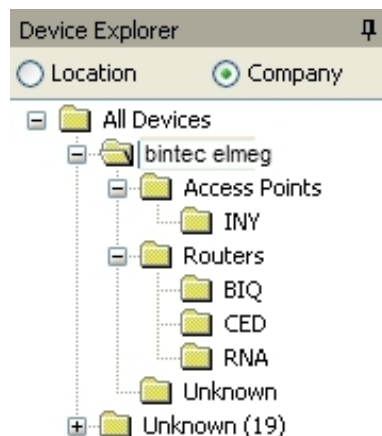 Device Explorer
Location Company
All Devices
bintec elmeg
Access Points
INY
Routers
BIQ
CED
RNA
Unknown
Unknown (19)